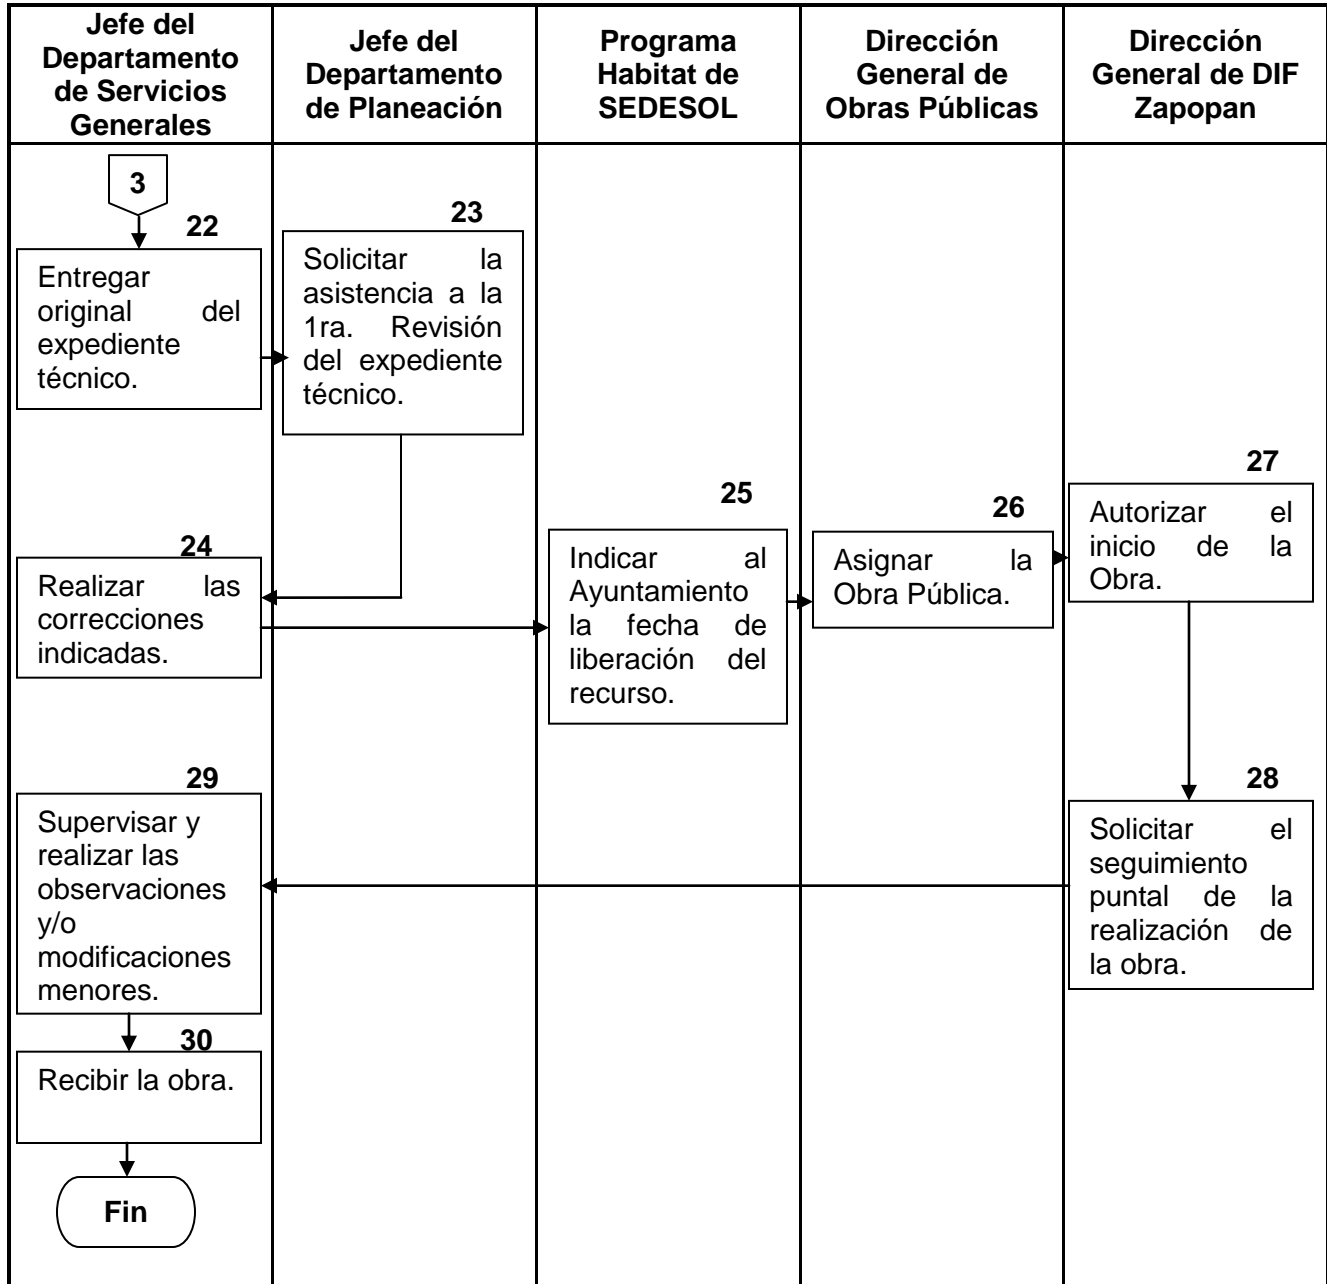 Jefe del
Departamento
de Servicios
Generales
Jefe del
Departamento
de Planeación
Programa
Habitat de
SEDESOL
Dirección
General de
Obras Públicas
Dirección
General de DIF
Zapopan
3
22
Entregar
original del
expediente
técnico.
23
Solicitar la
asistencia a la
1ra. Revisión
del expediente
técnico.
24
Realizar las
correcciones
indicadas.
25
Indicar al
Ayuntamiento
la fecha de
liberación del
recurso.
26
Asignar la
Obra Pública.
27
Autorizar el
inicio de la
Obra.
28
Solicitar el
seguimiento
puntal de la
realización de
la obra.
29
Supervisar y
realizar las
observaciones
y/o
modificaciones
menores.
30
Recibir la obra.
Fin